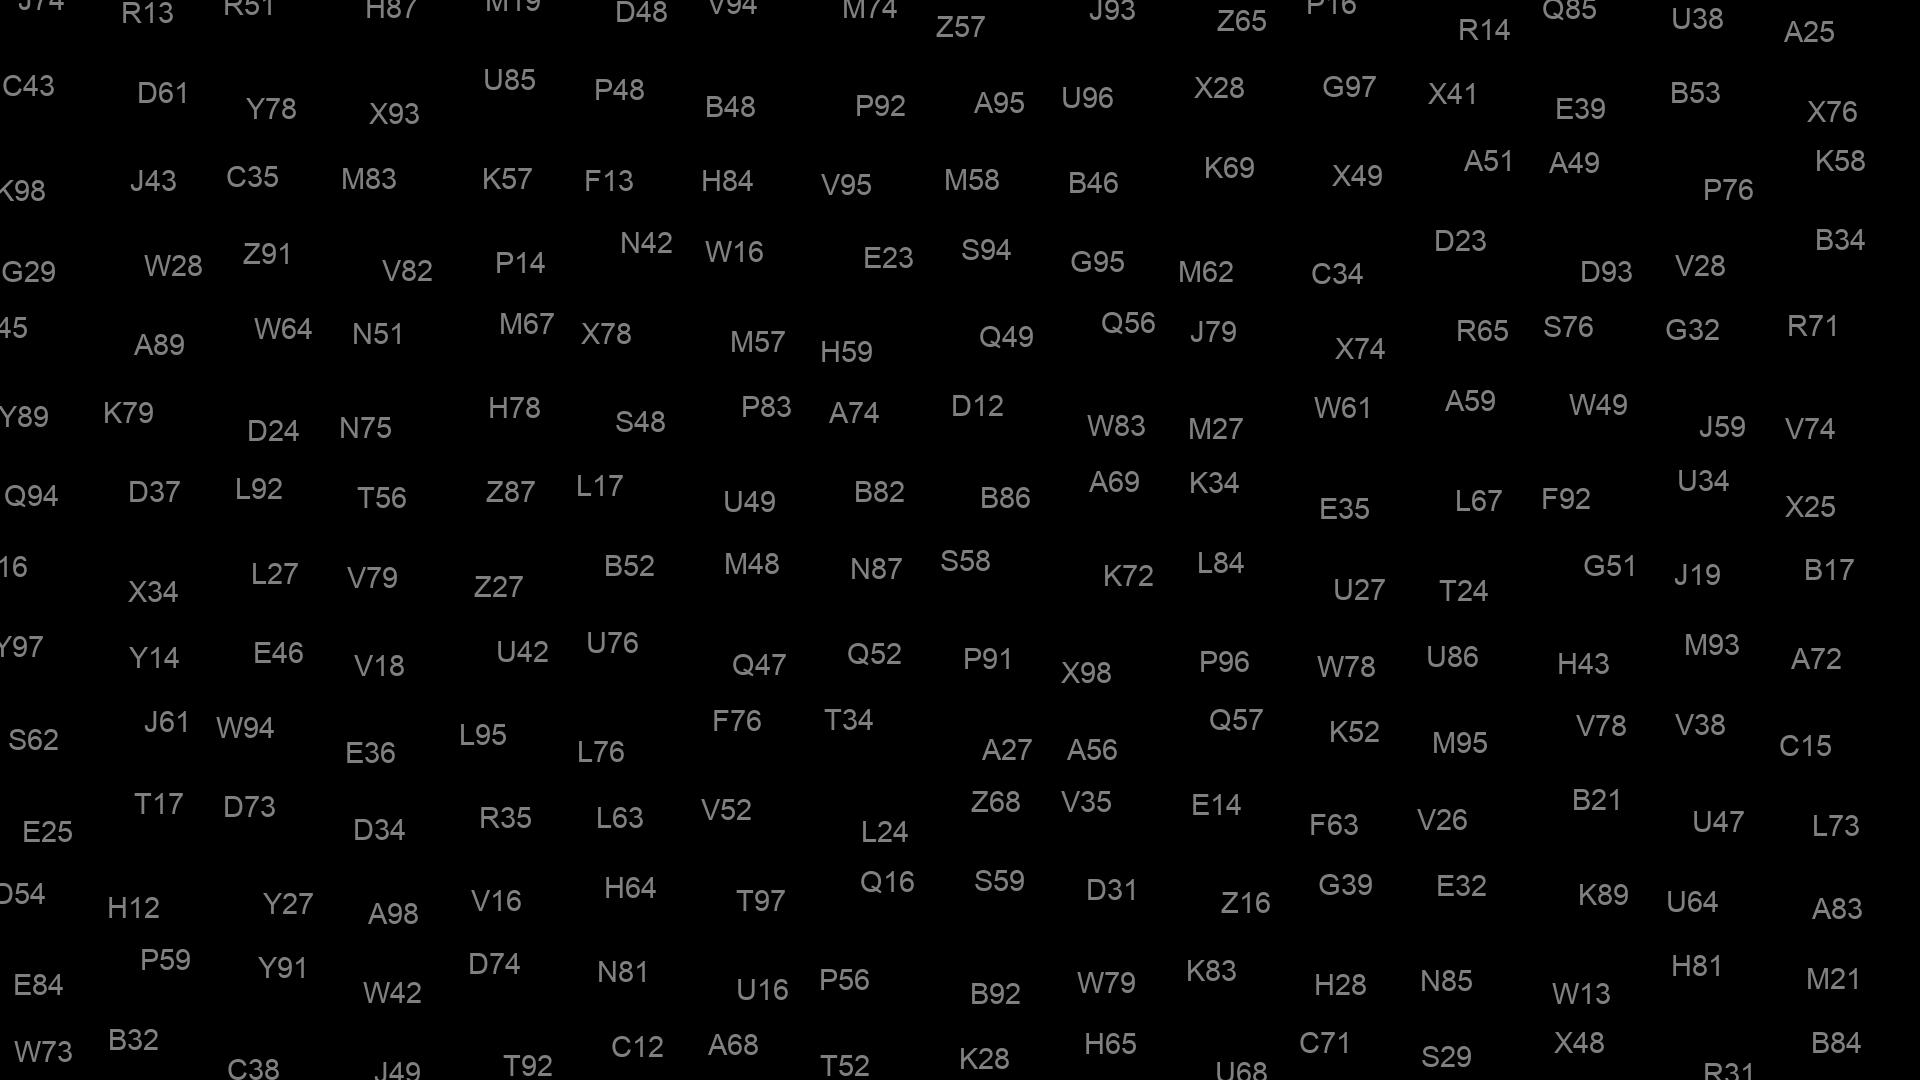 J74 R13 R51 H87 M19 D48 V94 M74 Z57 J93 Z65 P16 R14 Q85 U38 A25
C43 D61 Y78 X93 U85 P48 B48 P92 A95 U96 X28 G97 X41 E39 B53 X76
K98 J43 C35 M83 K57 F13 H84 V95 M58 B46 K69 X49 A51 A49 P76 K58
G29 W28 Z91 V82 P14 N42 W16 E23 S94 G95 M62 C34 D23 D93 V28 B34
45 A89 W64 N51 M67 X78 M57 H59 Q49 Q56 J79 X74 R65 S76 G32 R71
Y89 K79 D24 N75 H78 S48 P83 A74 D12 W83 M27 W61 A59 W49 J59 V74
Q94 D37 L92 T56 Z87 L17 U49 B82 B86 A69 K34 E35 L67 F92 U34 X25
16 X34 L27 V79 Z27 B52 M48 N87 S58 K72 L84 U27 T24 G51 J19 B17
Y97 Y14 E46 V18 U42 U76 Q47 Q52 P91 X98 P96 W78 U86 H43 M93 A72
S62 J61 W94 E36 L95 L76 F76 T34 A27 A56 Q57 K52 M95 V78 V38 C15
E25 T17 D73 D34 R35 L63 V52 L24 Z68 V35 E14 F63 V26 B21 U47 L73
D54 H12 Y27 A98 V16 H64 T97 Q16 S59 D31 Z16 G39 E32 K89 U64 A83
E84 P59 Y91 W42 D74 N81 U16 P56 B92 W79 K83 H28 N85 W13 H81 M21
W73 B32 C38 J49 T92 C12 A68 T52 K28 H65 U68 C71 S29 X48 R31 B84